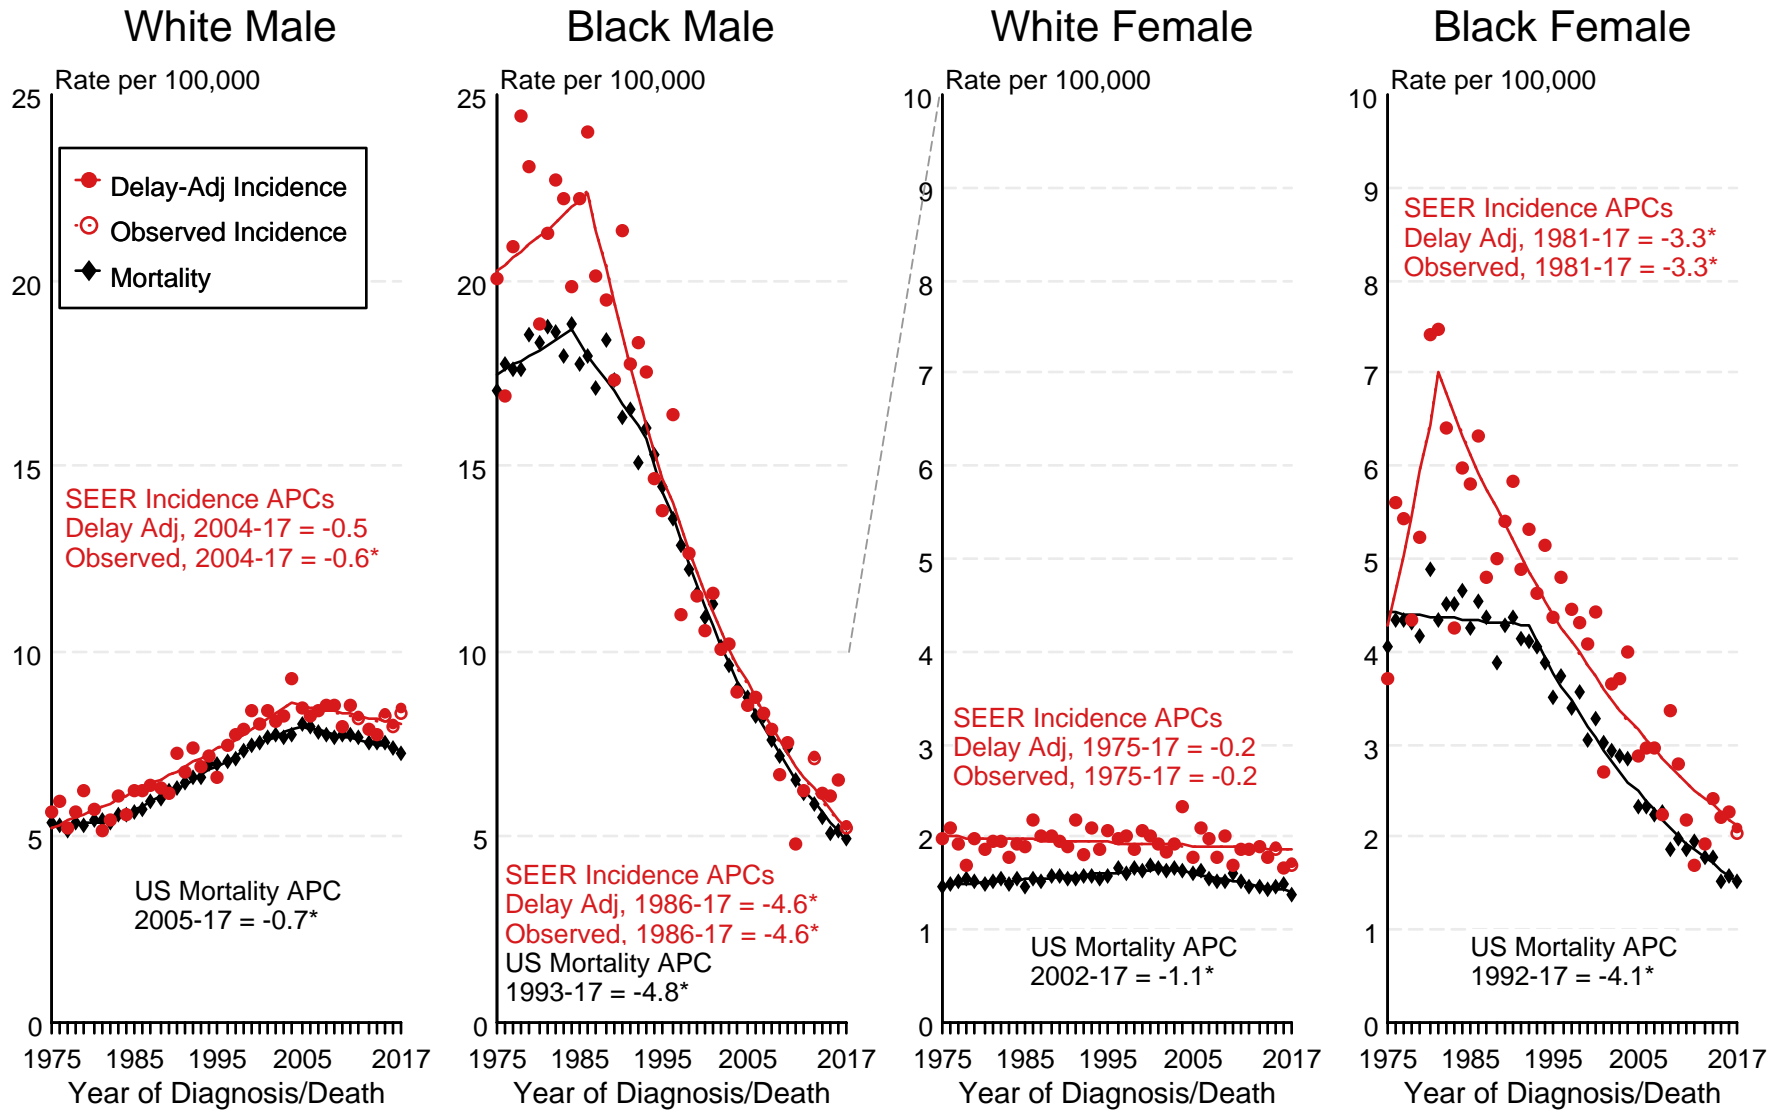 White Male
Rate per 100,000
25
20
15
10
5
0
Delay-Adj Incidence
Observed Incidence
Mortality
SEER Incidence APCs
Delay Adj, 2004-17 = -0.5
Observed, 2004-17 = -0.6*
US Mortality APC
2005-17 = -0.7*
1975 1985 1995 2005 2017
Year of Diagnosis/Death
Black Male
Rate per 100,000
25
20
15
10
5
0
SEER Incidence APCs
Delay Adj, 1986-17 = -4.6*
Observed, 1986-17 = -4.6*
US Mortality APC
1993-17 = -4.8*
1975 1985 1995 2005 2017
Year of Diagnosis/Death
White Female
Rate per 100,000
10
9
8
7
6
5
4
3
2
1
0
SEER Incidence APCs
Delay Adj, 1975-17 = -0.2
Observed, 1975-17 = -0.2
US Mortality APC
2002-17 = -1.1*
1975 1985 1995 2005 2017
Year of Diagnosis/Death
Black Female
Rate per 100,000
10
9
8
7
6
5
4
3
2
1
0
SEER Incidence APCs
Delay Adj, 1981-17 = -3.3*
Observed, 1981-17 = -3.3*
US Mortality APC
1992-17 = -4.1*
1975 1985 1995 2005 2017
Year of Diagnosis/Death